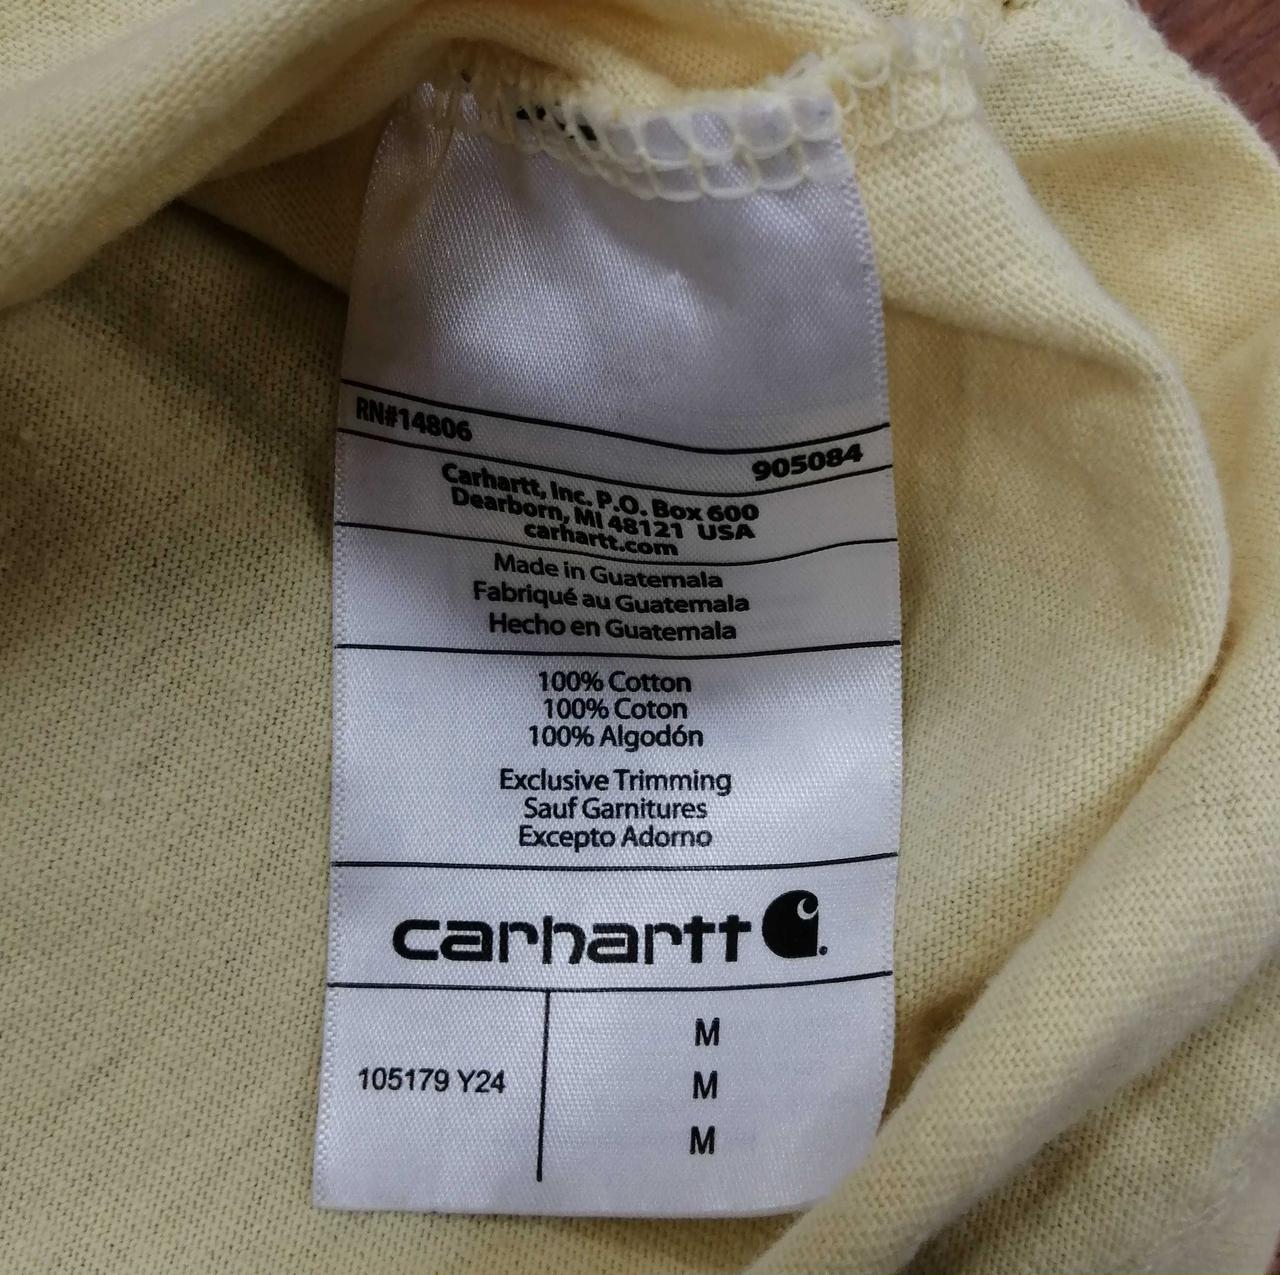 RN#14806
905084
Carhartt, Inc. P.O. Box 600
Dearborn, MI 48121 USA
carhartt.com
Made in Guatemala
Fabriqué au Guatemala
Hecho en Guatemala
100% Cotton
100% Coton
100% Algodón
Exclusive Trimming
Sauf Garnitures
Excepto Adorno
carhartt
105179 Y24
M
M
M